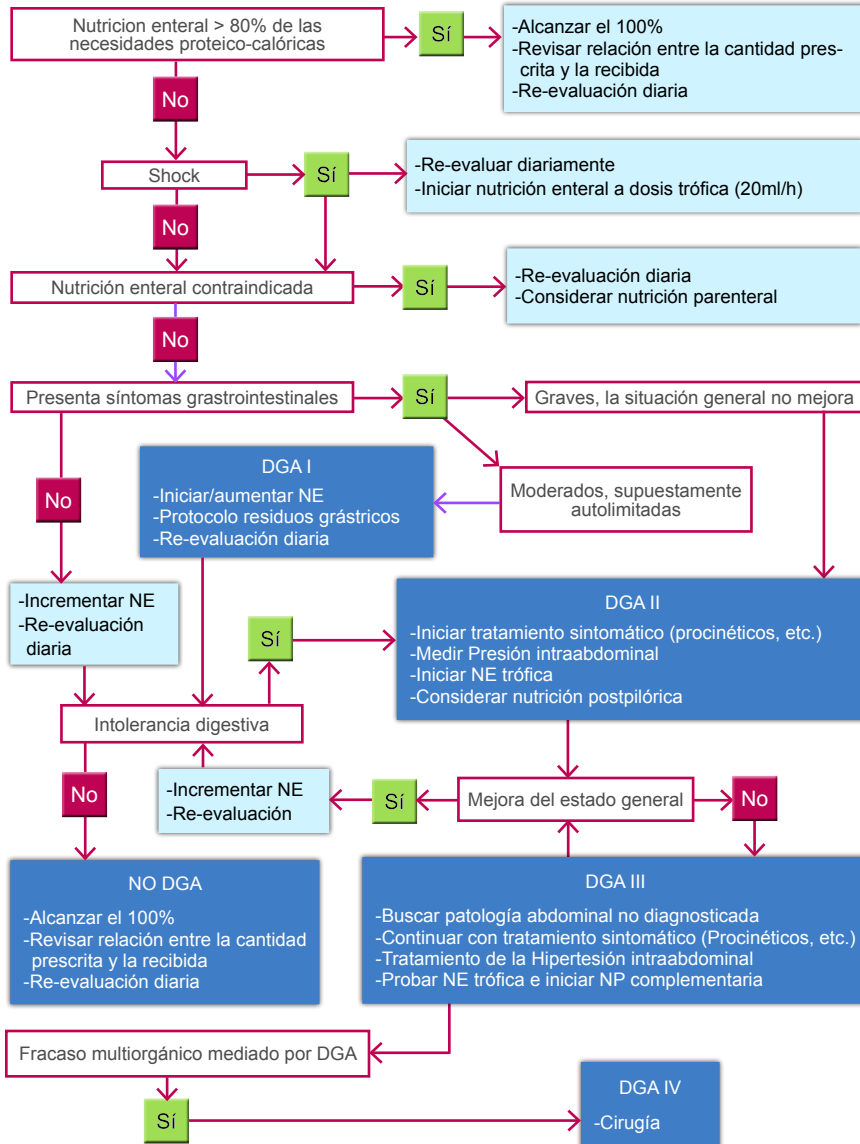 Nutricion enteral > 80% de las
necesidades proteico-calóricas
Sí
-Alcanzar el 100%
-Revisar relación entre la cantidad pres-
crita y la recibida
-Re-evaluación diaria
No
Shock
Sí
-Re-evaluar diariamente
-Iniciar nutrición enteral a dosis trófica (20ml/h)
No
Nutrición enteral contraindicada
Sí
-Re-evaluación diaria
-Considerar nutrición parenteral
No
Presenta síntomas grastrointestinales
Sí
Graves, la situación general no mejora
No
DGA I
-Iniciar/aumentar NE
-Protocolo residuos grástricos
-Re-evaluación diaria
Moderados, supuestamente
autolimitadas
-Incrementar NE
-Re-evaluación
diaria
Sí
DGA II
-Iniciar tratamiento sintomático (procinéticos, etc.)
-Medir Presión intraabdominal
-Iniciar NE trófica
-Considerar nutrición postpilórica
Intolerancia digestiva
No
-Incrementar NE
-Re-evaluación
Sí
Mejora del estado general
No
NO DGA
-Alcanzar el 100%
-Revisar relación entre la cantidad
prescrita y la recibida
-Re-evaluación diaria
DGA III
-Buscar patología abdominal no diagnosticada
-Continuar con tratamiento sintomático (Procinéticos, etc.)
-Tratamiento de la Hipertesión intraabdominal
-Probar NE trófica e iniciar NP complementaria
Fracaso multiorgánico mediado por DGA
Sí
DGA IV
-Cirugía